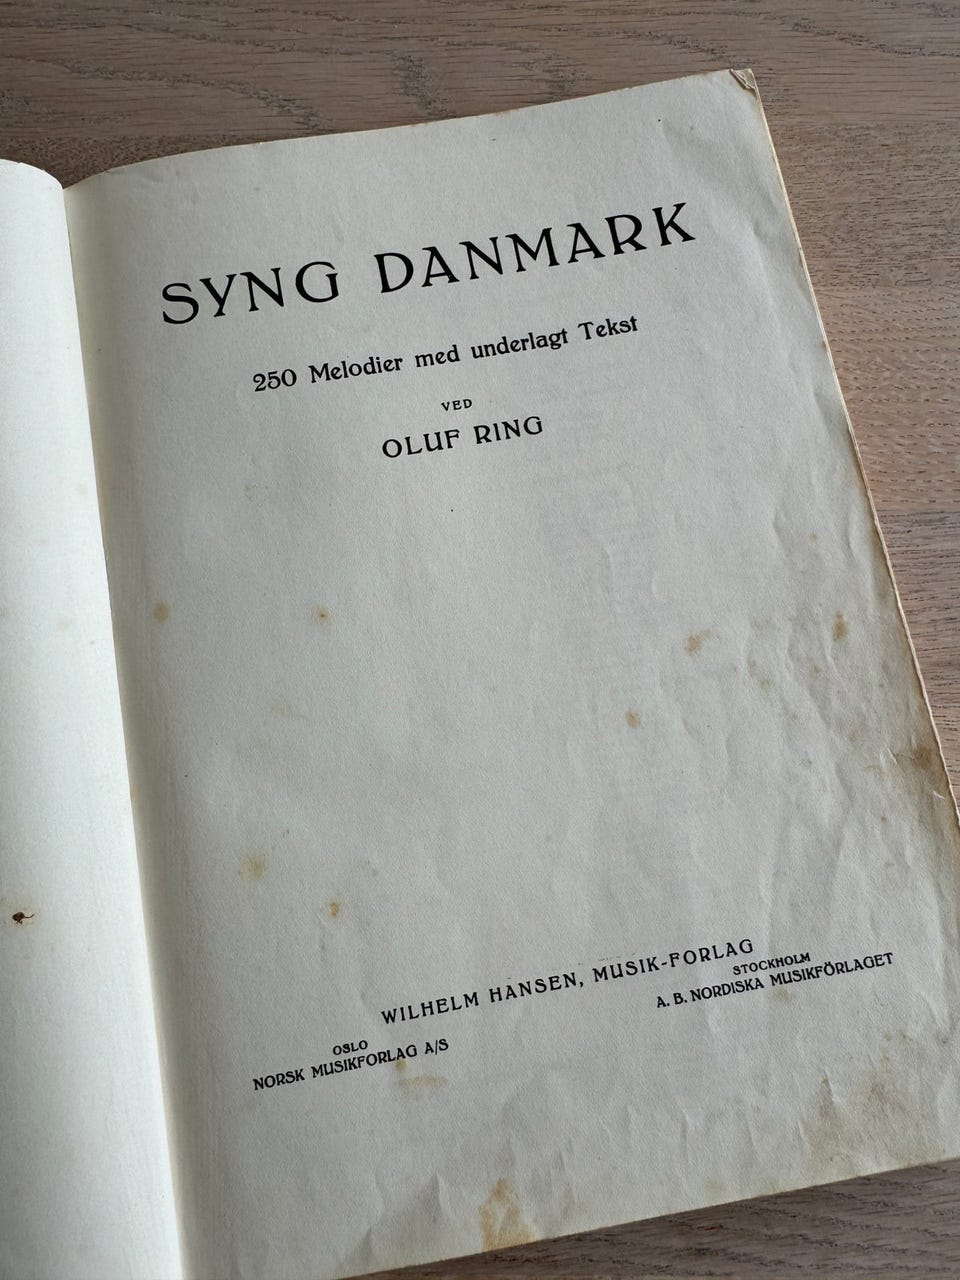 SYNG DANMARK
250 Melodier med underlagt Tekst
VED
OLUF RING
WILHELM HANSEN, MUSIK-FORLAG
OSLO
NORSK MUSIKFORLAG A/S
STOCKHOLM
A. B. NORDISKA MUSIKFÖRLAGET